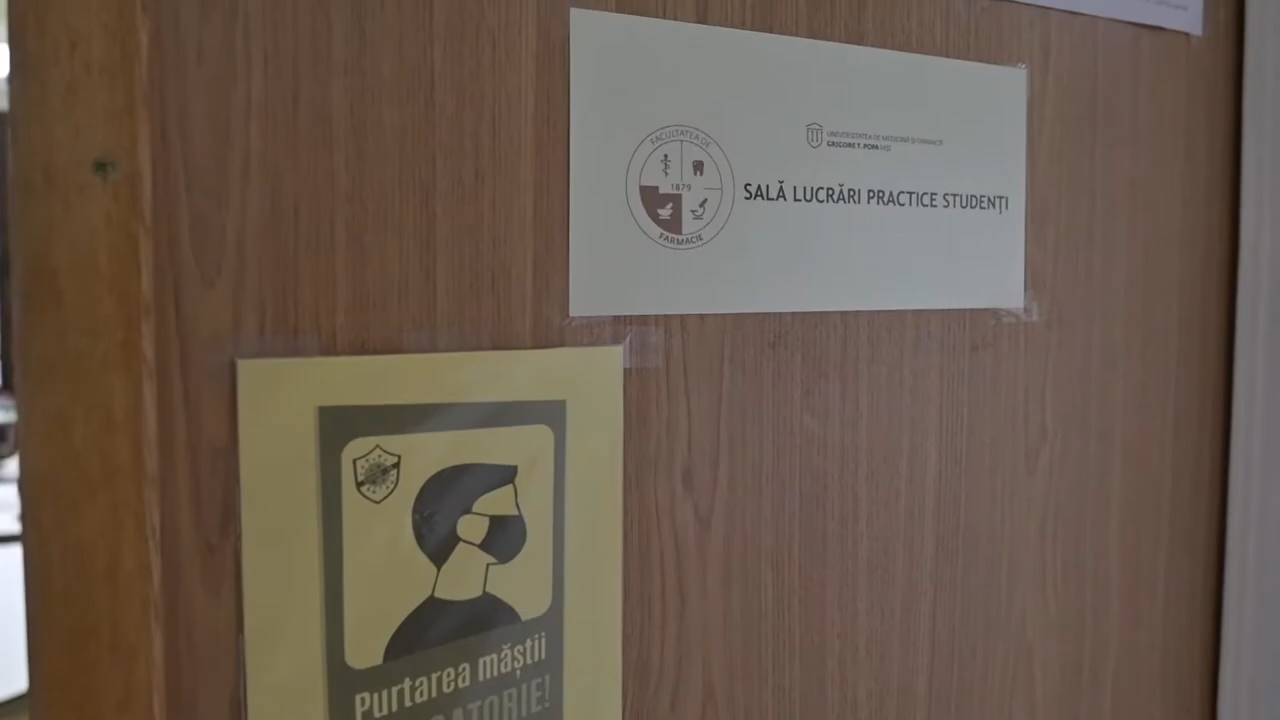 FACULTATEA DE
1879
FARMACIE
UNIVERSITATEA DE MEDICINĂ ȘI FARMACIE
GRIGORE T. POPA IAȘI
SALĂ LUCRĂRI PRACTICE STUDENȚI
Purtarea măștii